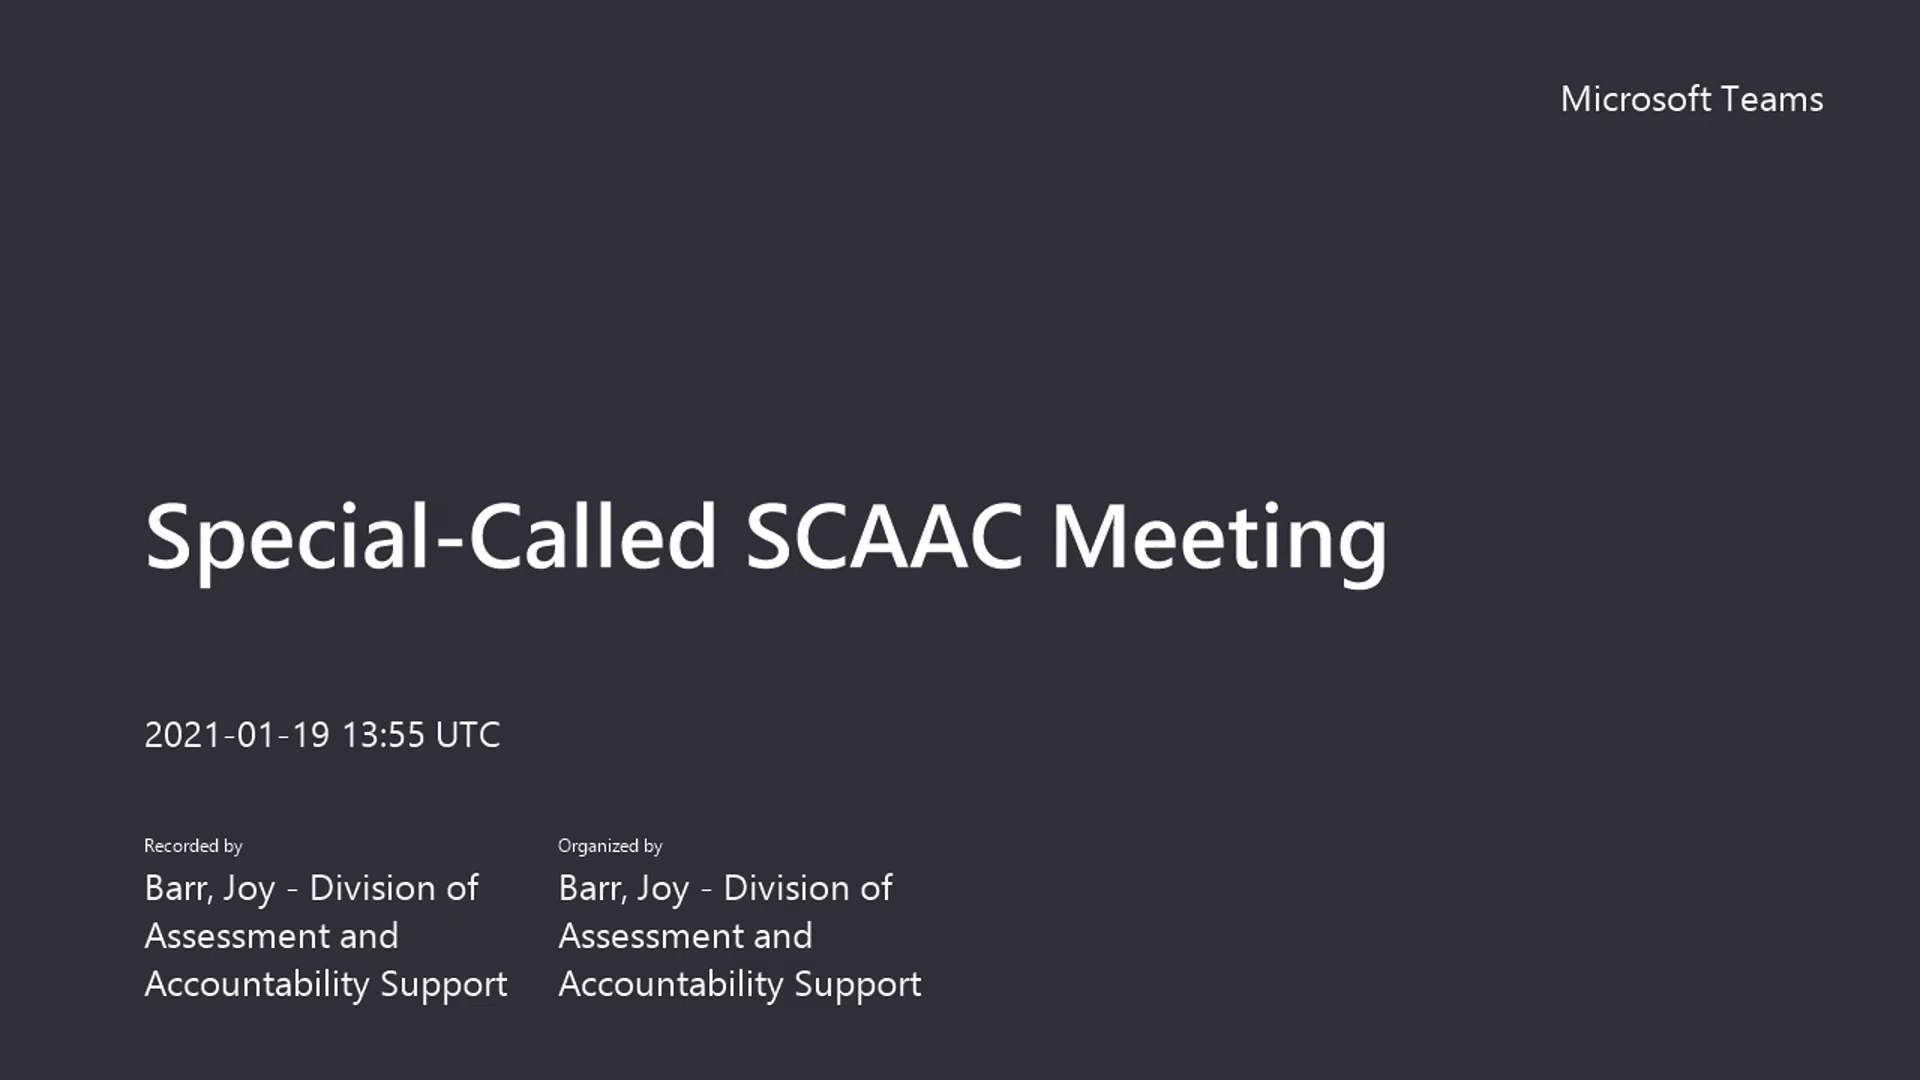 Microsoft Teams
Special-Called SCAAC Meeting
2021-01-19 13:55 UTC
Recorded by
Barr, Joy - Division of
Assessment and
Accountability Support
Organized by
Barr, Joy - Division of
Assessment and
Accountability Support